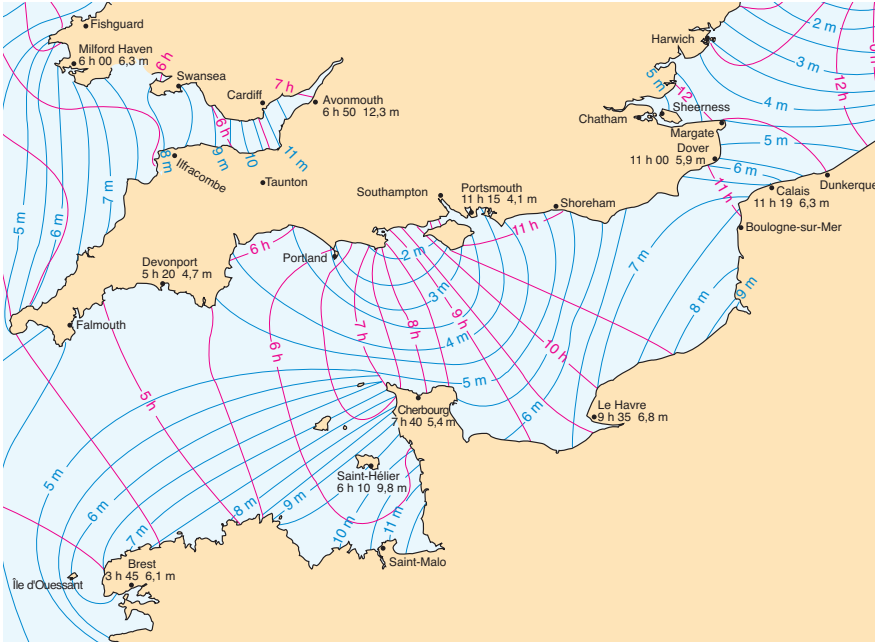 Fishguard
Milford Haven
6 h 00 6,3 m
6 h
Swansea
Cardiff
7 h
Avonmouth
6 h 50 12,3 m
6 h
8 m
9 m
10
11 m
Ilfracombe
Taunton
7 m
6 m
5 m
Harwich
2 m
3 m
4 m
12 h
5 m
12
Sheerness
Chatham
Margate
5 m
Dover
11 h 00 5,9 m
6 m
Dunkerque
Calais
11 h 19 6,3 m
11 h
Boulogne-sur-Mer
Southampton
Portsmouth
11 h 15 4,1 m
Shoreham
11 h
Portland
6 h
2 m
3 m
4 m
5 m
6 m
7 m
8 m
9 m
Devonport
5 h 20 4,7 m
Falmouth
5 h
6 h
7 h
8 h
9 h
10 h
Cherbourg
7 h 40 5,4 m
Le Havre
9 h 35 6,8 m
Saint-Hélier
6 h 10 9,8 m
5 m
6 m
7 m
8 m
9 m
10 m
11 m
Saint-Malo
Brest
3 h 45 6,1 m
Île d'Ouessant